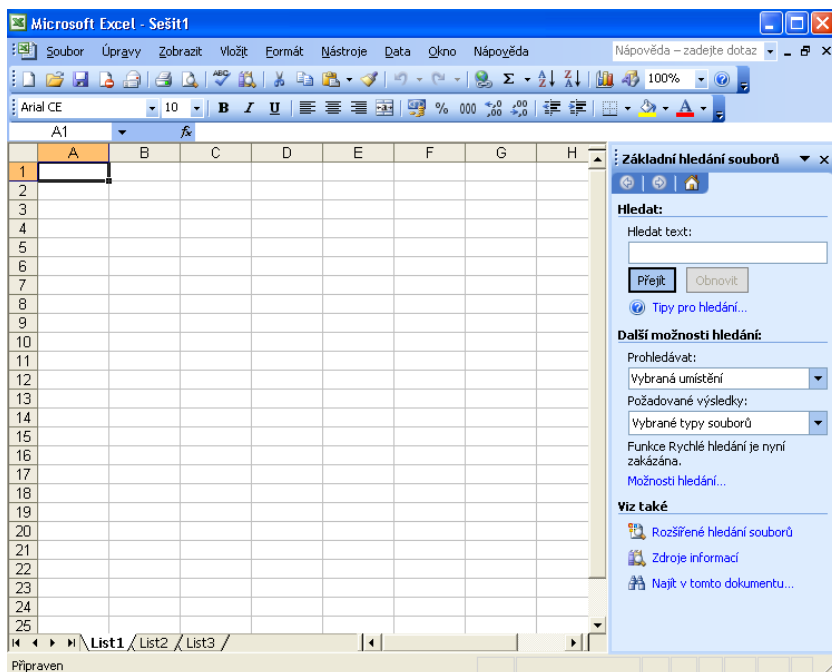 Microsoft Excel - Sešit1
Soubor Úpravy Zobrazit Vložit Formát Nástroje Data Okno Nápověda Nápověda – zadejte dotaz
100%
Arial CE 10 B I U % 000
A1 fx
A B C D E F G H
1
2
3
4
5
6
7
8
9
10
11
12
13
14
15
16
17
18
19
20
21
22
23
24
25
List1 List2 List3
Připraven
Základní hledání souborů
Hledat:
Hledat text:
Přejít Obnovit
Tipy pro hledání...
Další možnosti hledání:
Prohledávat:
Vybraná umístění
Požadované výsledky:
Vybrané typy souborů
Funkce Rychlé hledání je nyní
zakázána.
Možnosti hledání...
Viz také
Rozšířené hledání souborů
Zdroje informací
Najít v tomto dokumentu...